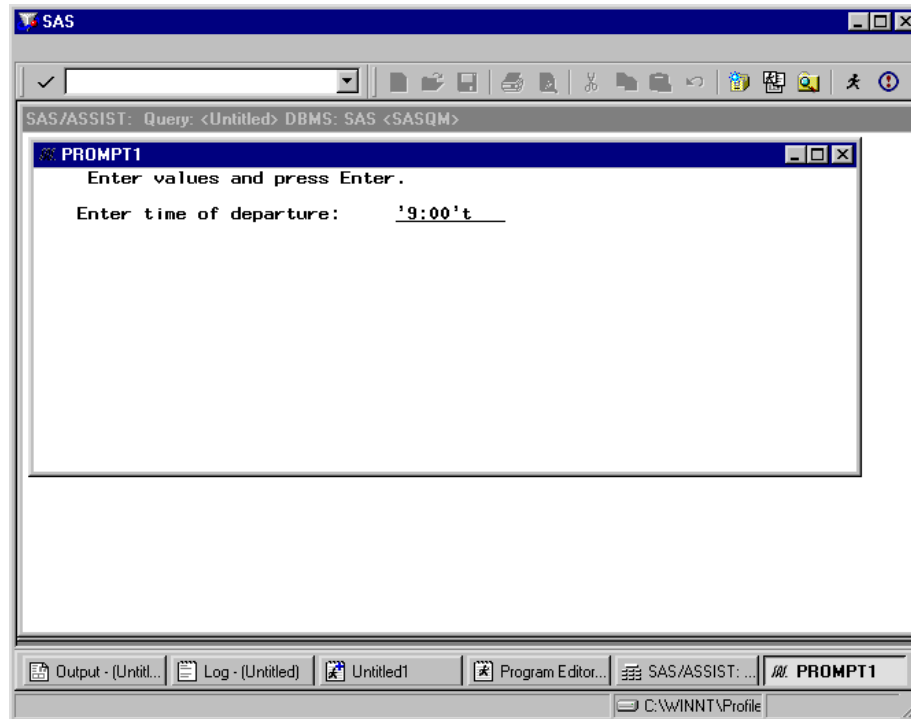 SAS
SAS/ASSIST: Query: <Untitled> DBMS: SAS <SASQM>
PROMPT1
Enter values and press Enter.
Enter time of departure: '9:00't
Output - (Untitl... Log - (Untitled) Untitled1 Program Editor... SAS/ASSIST: ... PROMPT1
C:\WINNT\Profile